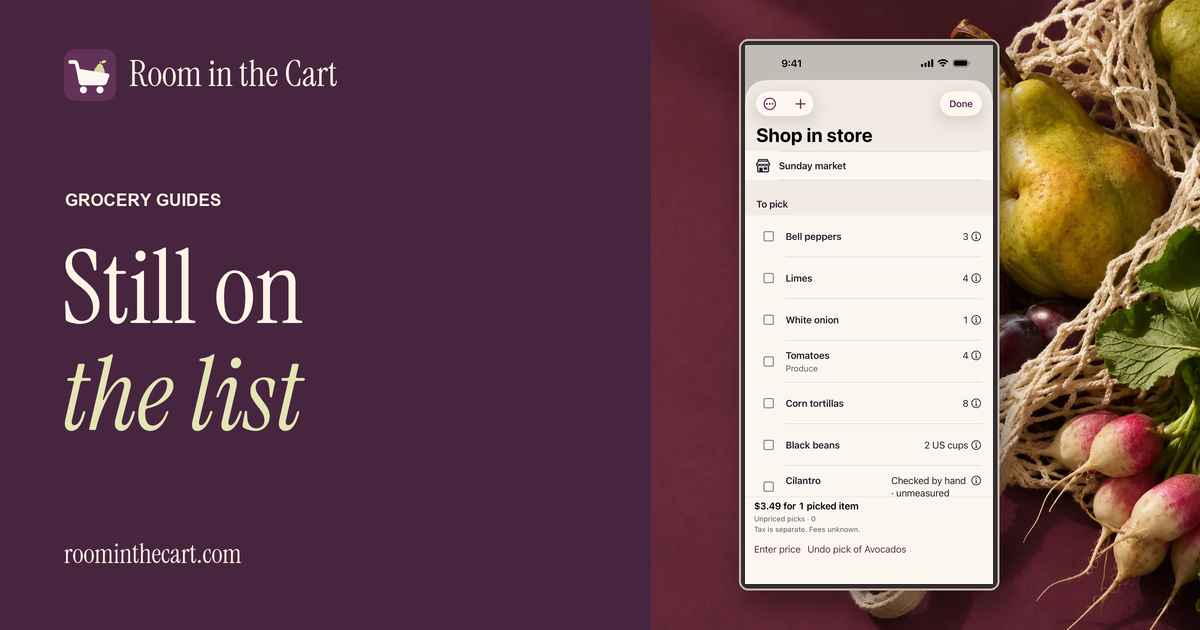 Room in the Cart
GROCERY GUIDES
Still on
the list
roominthecart.com
9:41
Done
Shop in store
Sunday market
To pick
Bell peppers 3
Limes 4
White onion 1
Tomatoes 4
Produce
Corn tortillas 8
Black beans 2 US cups
Cilantro Checked by hand
· unmeasured
$3.49 for 1 picked item
Unpriced picks · 0
Tax is separate. Fees unknown.
Enter price Undo pick of Avocados